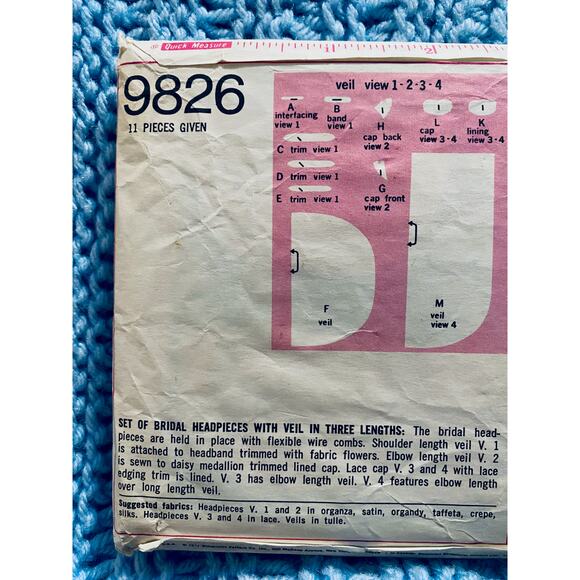 Quick Measure 1 2
9826
11 PIECES GIVEN
veil view 1-2-3-4
A interfacing view 1
B band view 1
H cap back view 2
L cap view 3-4
K lining view 3-4
C trim view 1
D trim view 1
E trim view 1
G cap front view 2
F veil
M veil view 4
SET OF BRIDAL HEADPIECES WITH VEIL IN THREE LENGTHS: The bridal head-
pieces are held in place with flexible wire combs. Shoulder length veil V. 1
is attached to headband trimmed with fabric flowers. Elbow length veil V. 2
is sewn to daisy medallion trimmed lined cap. Lace cap V. 3 and 4 with lace
edging trim is lined. V. 3 has elbow length veil. V. 4 features elbow length
over long length veil.
Suggested fabrics: Headpieces V. 1 and 2 in organza, satin, organdy, taffeta, crepe,
silks. Headpieces V. 3 and 4 in lace. Veils in tulle.